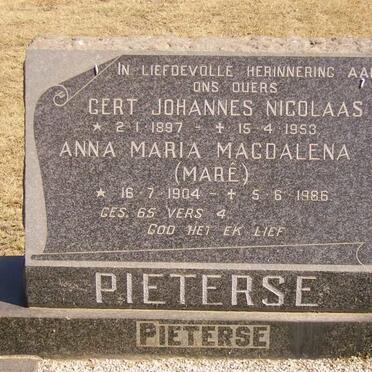 IN LIEFDEVOLLE HERINNERING AAN
ONS OUERS
GERT JOHANNES NICOLAAS
* 2-1-1897 - † 15-4-1953
ANNA MARIA MAGDALENA
(MARÊ)
* 16-7-1904 - † 5-6-1986
GES. 65 VERS 4.
GOD HET EK LIEF
PIETERSE
PIETERSE